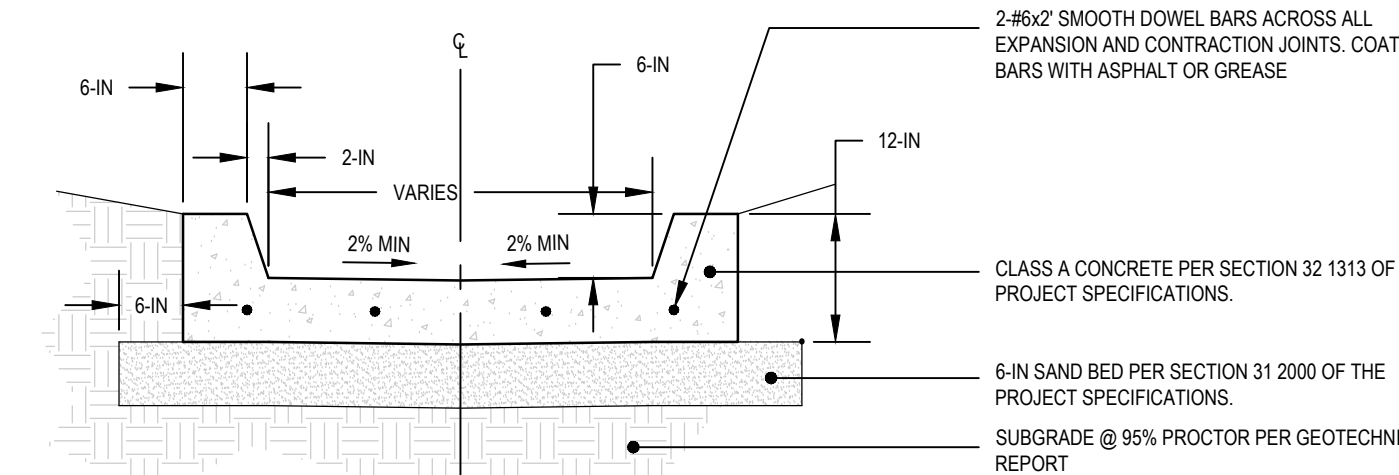 2-#6x2' SMOOTH DOWEL BARS ACROSS ALL
EXPANSION AND CONTRACTION JOINTS. COAT
BARS WITH ASPHALT OR GREASE
℄
6-IN
6-IN
12-IN
2-IN
VARIES
2% MIN
2% MIN
CLASS A CONCRETE PER SECTION 32 1313 OF
PROJECT SPECIFICATIONS.
6-IN
6-IN SAND BED PER SECTION 31 2000 OF THE
PROJECT SPECIFICATIONS.
SUBGRADE @ 95% PROCTOR PER
REPORT